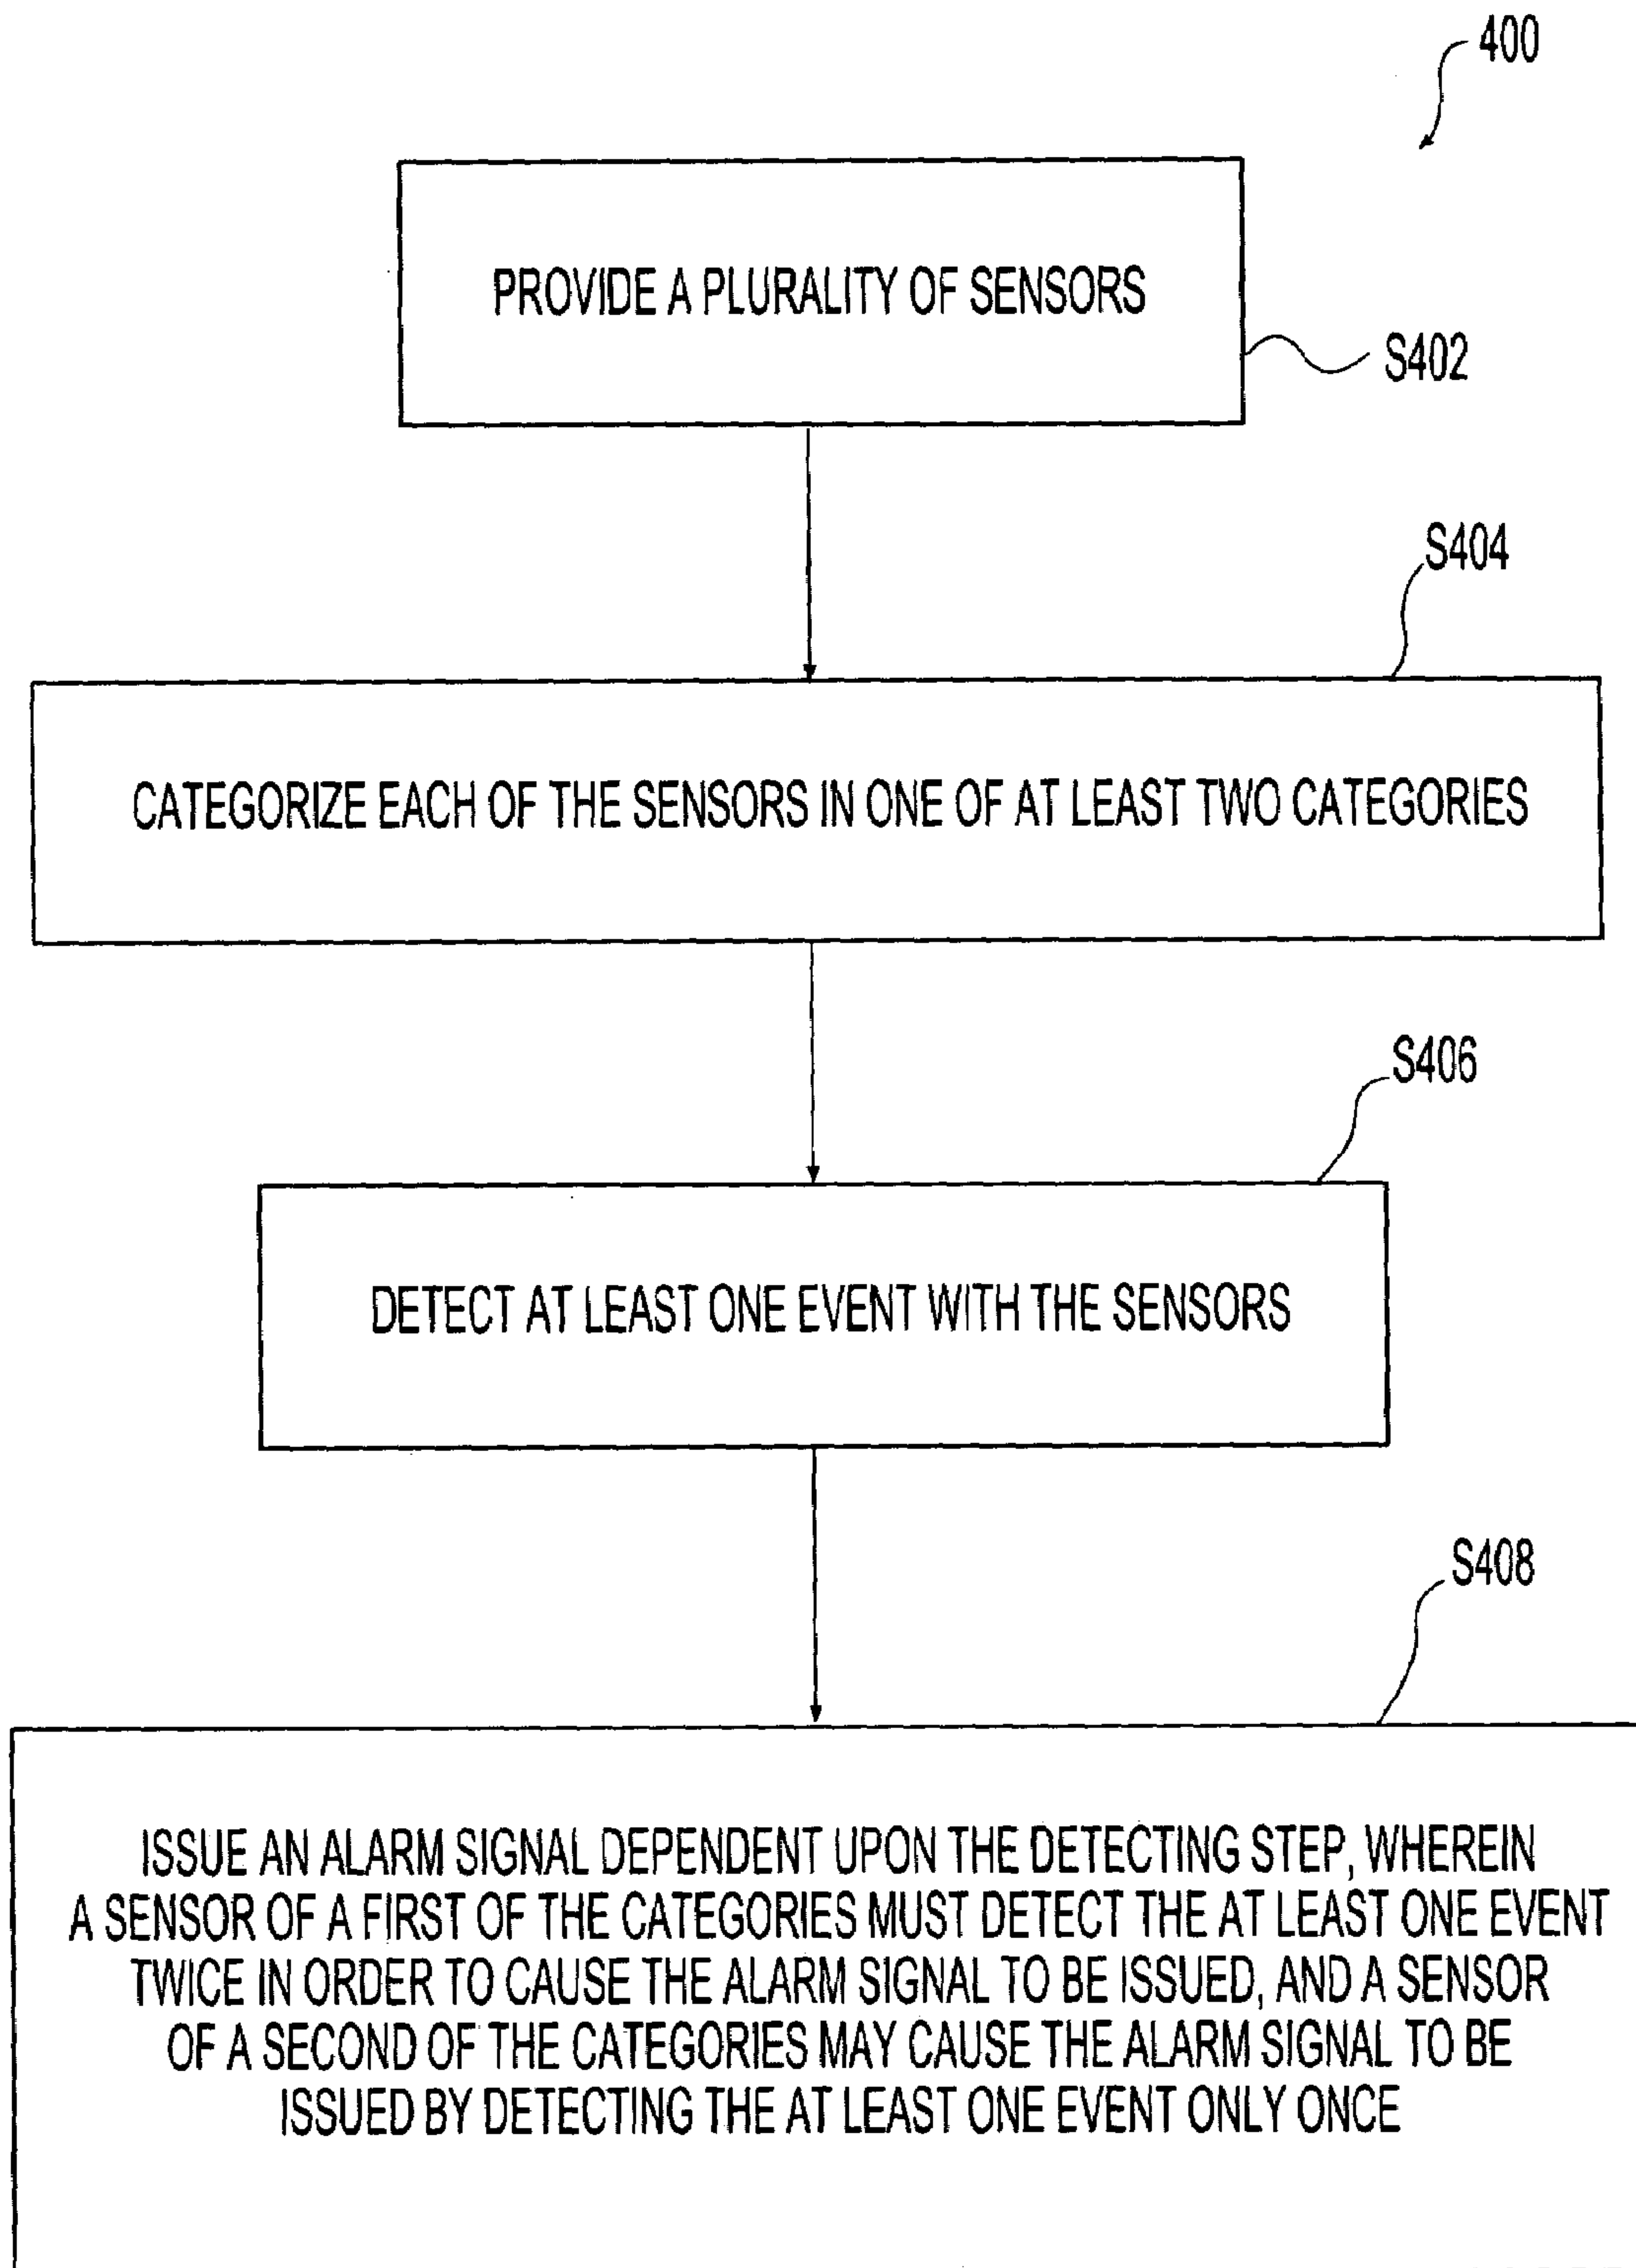 400
PROVIDE A PLURALITY OF SENSORS
S402
S404
CATEGORIZE EACH OF THE SENSORS IN ONE OF AT LEAST TWO CATEGORIES
S406
DETECT AT LEAST ONE EVENT WITH THE SENSORS
S408
ISSUE AN ALARM SIGNAL DEPENDENT UPON THE DETECTING STEP, WHEREIN
A SENSOR OF A FIRST OF THE CATEGORIES MUST DETECT THE AT LEAST ONE EVENT
TWICE IN ORDER TO CAUSE THE ALARM SIGNAL TO BE ISSUED, AND A SENSOR
OF A SECOND OF THE CATEGORIES MAY CAUSE THE ALARM SIGNAL TO BE
ISSUED BY DETECTING THE AT LEAST ONE EVENT ONLY ONCE